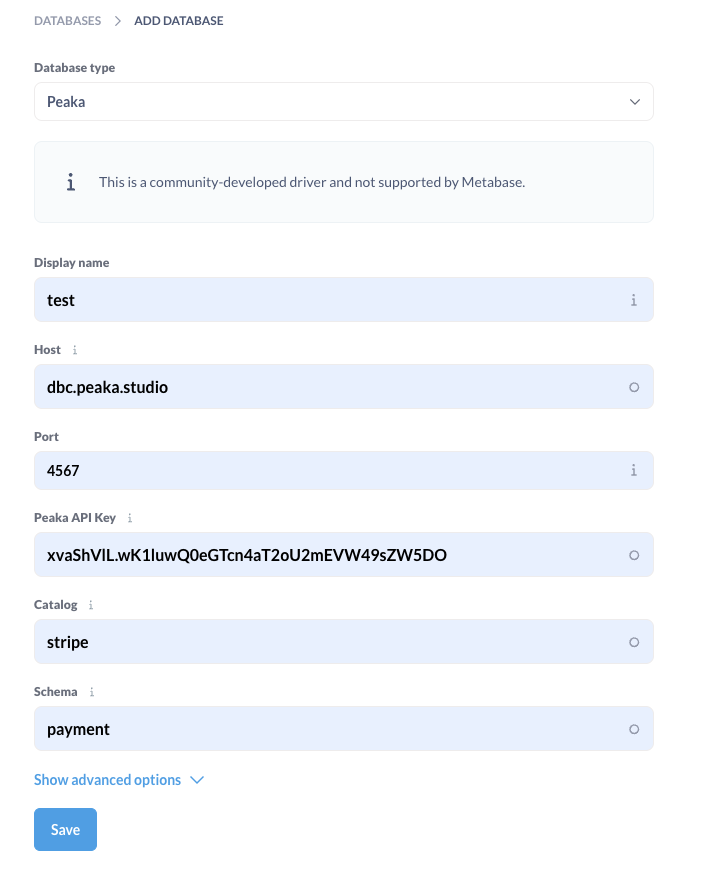 DATABASES > ADD DATABASE
Database type
Peaka
This is a community-developed driver and not supported by Metabase.
Display name
test
Host
dbc.peaka.studio
Port
4567
Peaka API Key
xvaShVlL.wK1luwQ0eGTcn4aT2oU2mEVW49sZW5DO
Catalog
stripe
Schema
payment
Show advanced options
Save